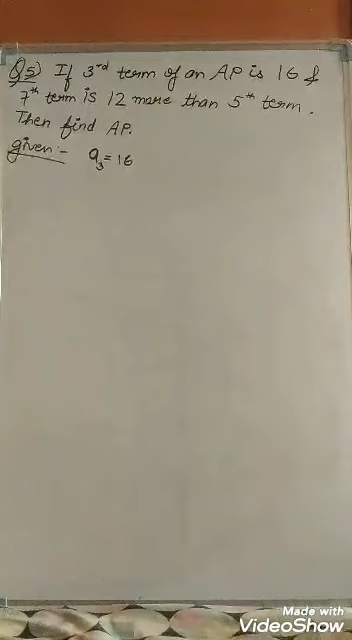 Q5) If 3rd term of an AP is 16 &
7th term is 12 more than 5th term.
Then find AP.
given:- a3 = 16
Made with
VideoShow